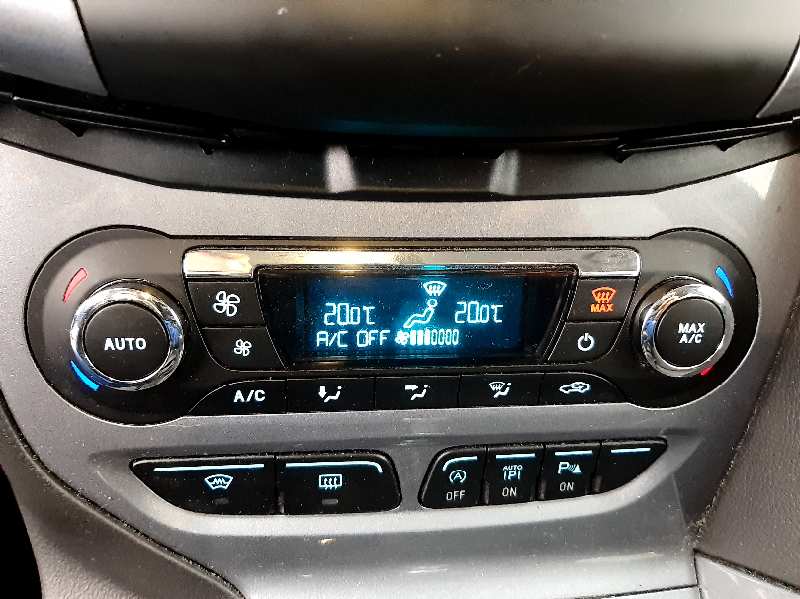 20.0°C 20.0°C
A/C OFF
AUTO
MAX
MAX A/C
A/C
A OFF
AUTO P ON
P ON